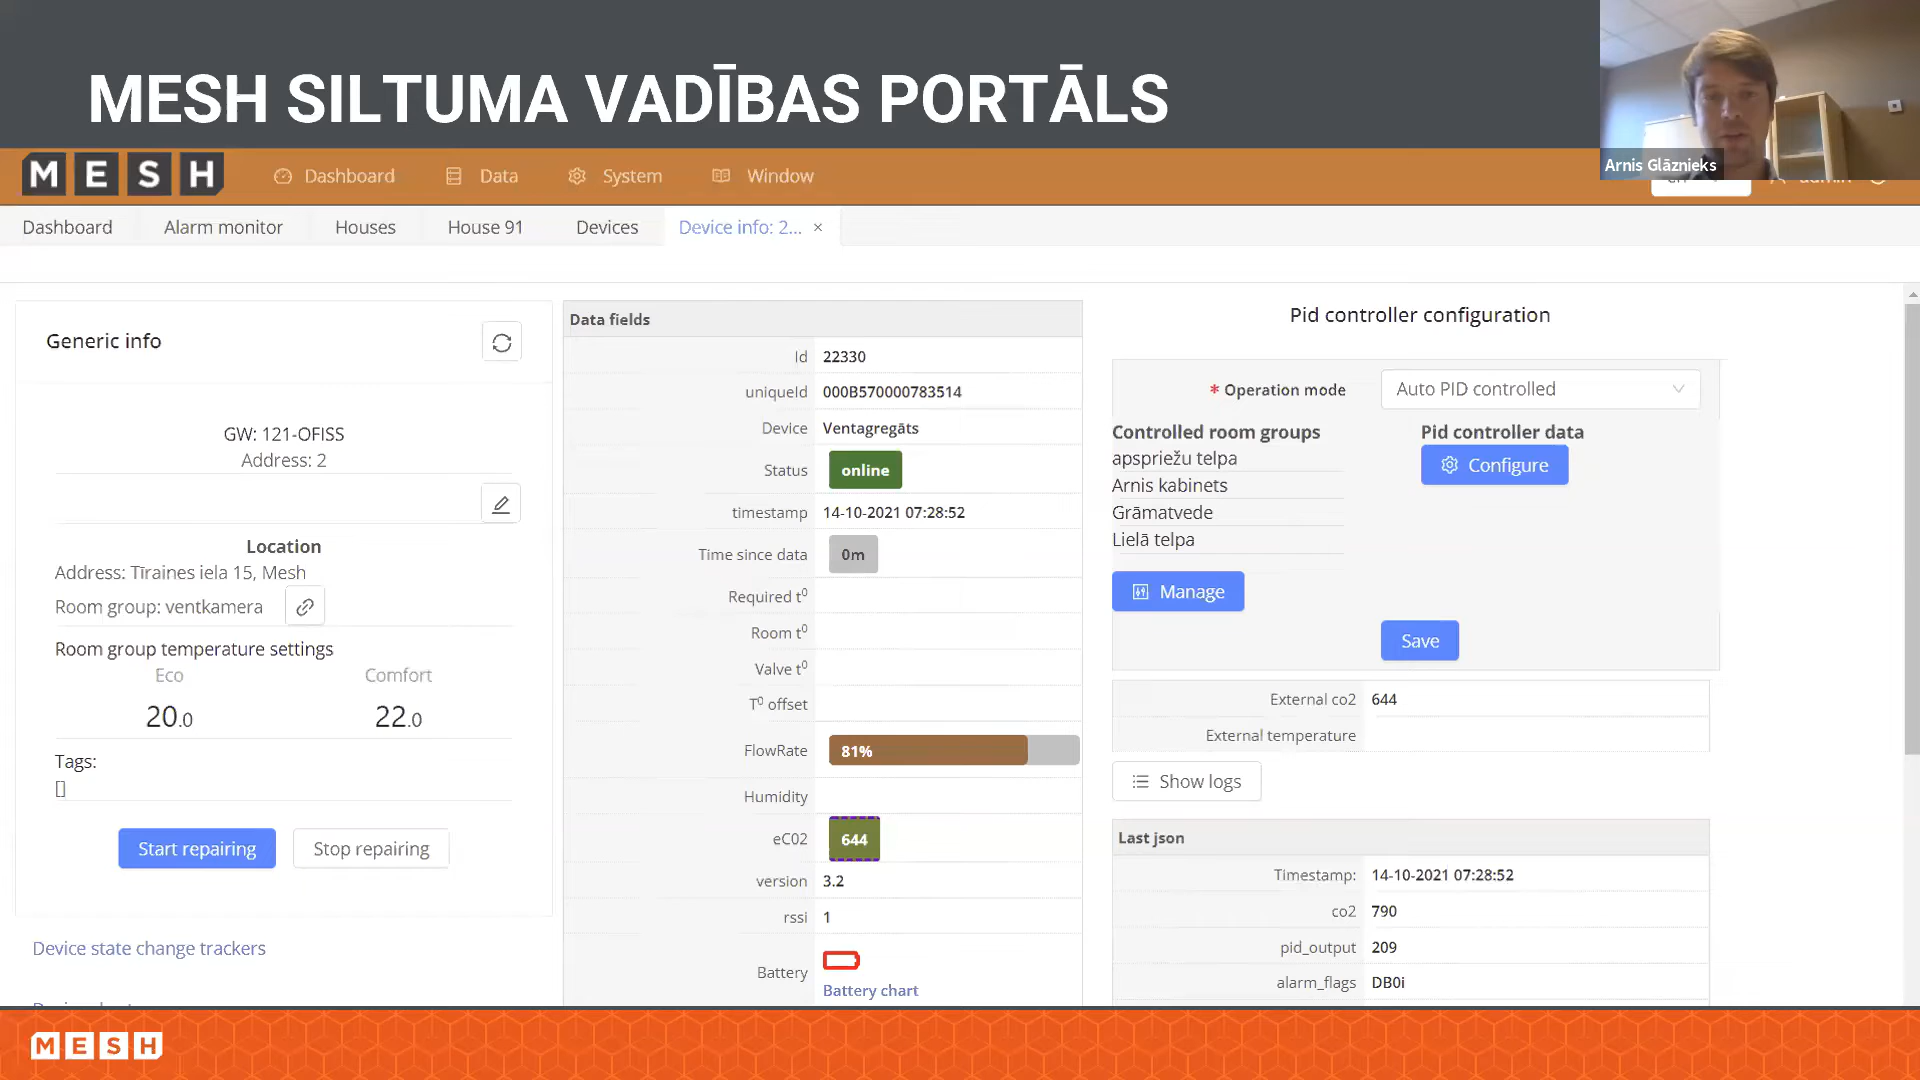 MESH SILTUMA VADĪBAS PORTĀLS
Arnis Glāznieks
MESH
Dashboard
Data
System
Window
Dashboard
Alarm monitor
Houses
House 91
Devices
Device info: 2...
Generic info
GW: 121-OFISS
Address: 2
Location
Address: Tīraines iela 15, Mesh
Room group: ventkamera
Room group temperature settings
Eco Comfort
20.0 22.0
Tags:
[]
Start repairing Stop repairing
Device state change trackers
Data fields
Id 22330
uniqueId 000B570000783514
Device Ventagregāts
Status online
timestamp 14-10-2021 07:28:52
Time since data 0m
Required t⁰
Room t⁰
Valve t⁰
T⁰ offset
FlowRate 81%
Humidity
eC02 644
version 3.2
rssi 1
Battery
Battery chart
Pid controller configuration
* Operation mode Auto PID controlled
Controlled room groups
apspriežu telpa
Arnis kabinets
Grāmatvede
Lielā telpa
Manage
Pid controller data
Configure
Save
External co2 644
External temperature
Show logs
Last json
Timestamp: 14-10-2021 07:28:52
co2 790
pid_output 209
alarm_flags DB0i
MESH